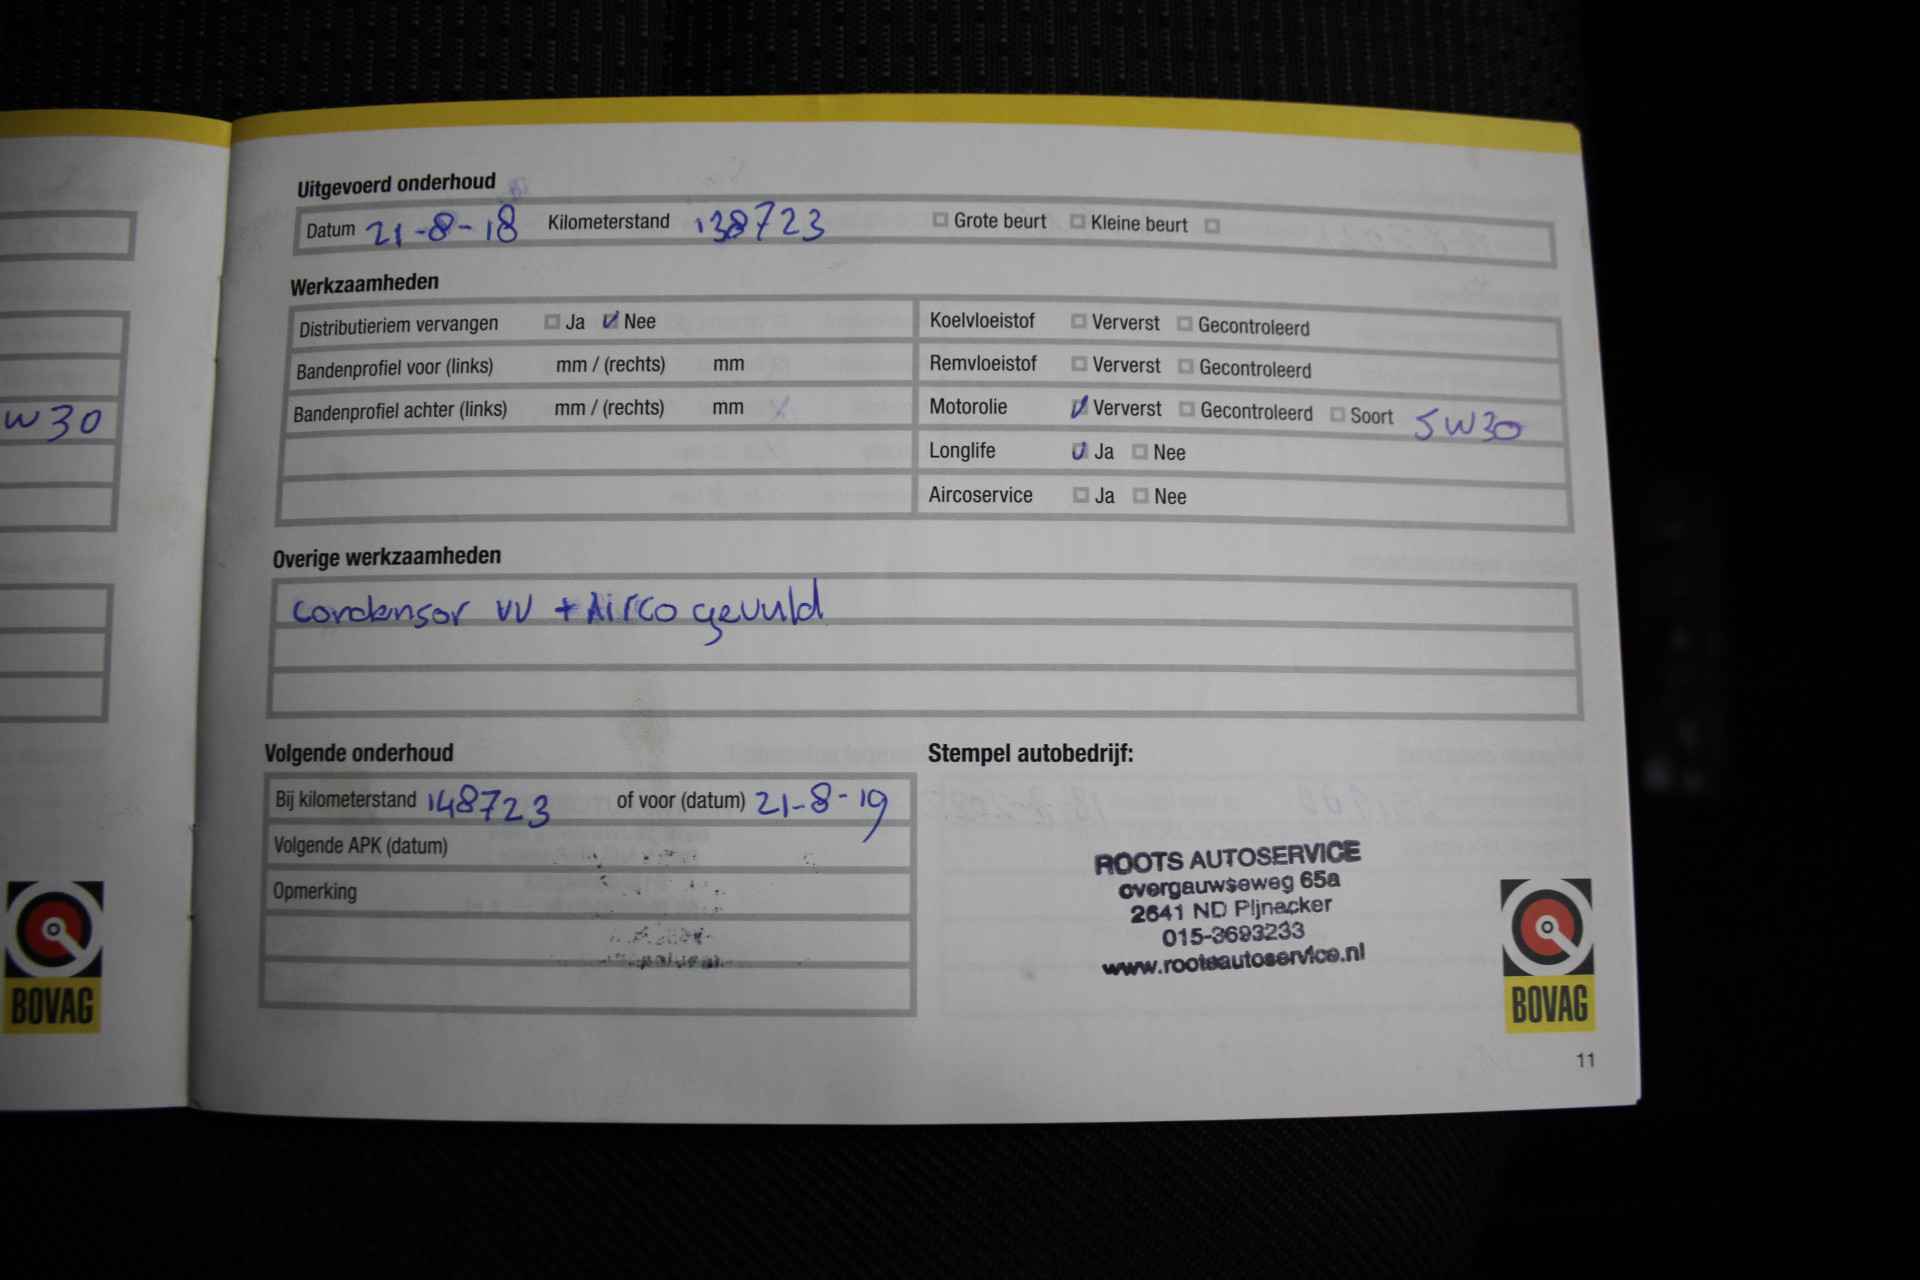 Uitgevoerd onderhoud
Datum 21-8-18 Kilometerstand 138723 Grote beurt Kleine beurt
Werkzaamheden
Distributieriem vervangen Ja Nee Koelvloeistof Ververst Gecontroleerd
Bandenprofiel voor (links) mm / (rechts) mm Remvloeistof Ververst Gecontroleerd
Bandenprofiel achter (links) mm / (rechts) mm Motorolie Ververst Gecontroleerd Soort 5W30
W30
Longlife Ja Nee
Aircoservice Ja Nee
Overige werkzaamheden
Condensor VV + Airco gevuld
Volgende onderhoud
Bij kilometerstand 148723 of voor (datum) 21-8-19
Volgende APK (datum)
Opmerking
Stempel autobedrijf:
ROOTS AUTOSERVICE
overgauwseweg 65a
2641 ND Pijnacker
015-3693233
www.rootsautoservice.nl
BOVAG
BOVAG
11